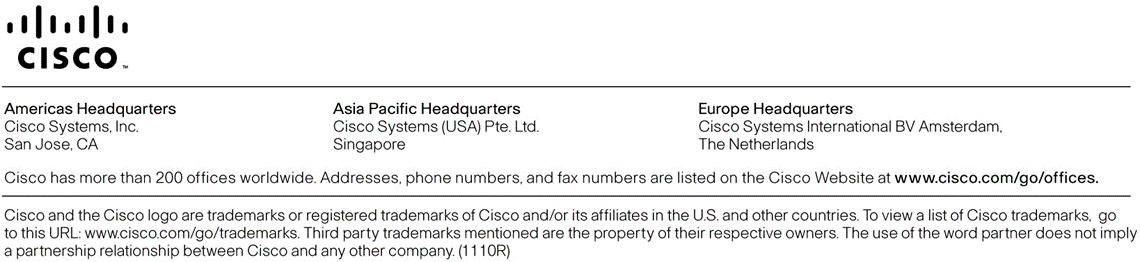 CISCO™
Americas Headquarters
Cisco Systems, Inc.
San Jose, CA
Asia Pacific Headquarters
Cisco Systems (USA) Pte. Ltd.
Singapore
Europe Headquarters
Cisco Systems International BV Amsterdam,
The Netherlands
Cisco has more than 200 offices worldwide. Addresses, phone numbers, and fax numbers are listed on the Cisco Website at www.cisco.com/go/offices.
Cisco and the Cisco logo are trademarks or registered trademarks of Cisco and/or its affiliates in the U.S. and other countries. To view a list of Cisco trademarks, go
to this URL: www.cisco.com/go/trademarks. Third party trademarks mentioned are the property of their respective owners. The use of the word partner does not imply
a partnership relationship between Cisco and any other company. (1110R)